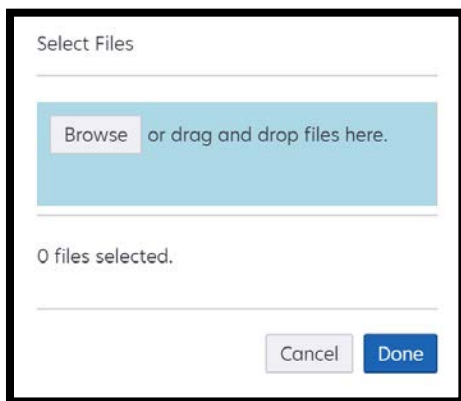 Select Files
Browse or drag and drop files here.
0 files selected.
Cancel Done